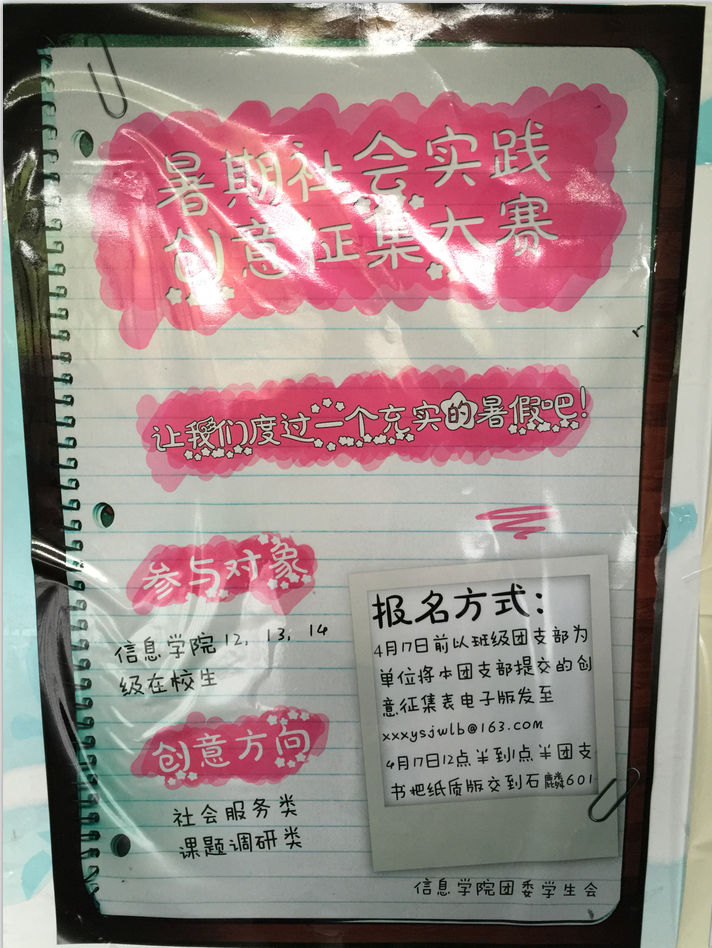 暑期社会实践
创意征集大赛
让我们度过一个充实的暑假吧！
参与对象
信息学院12，13，14
级在校生
创意方向
社会服务类
课题调研类
报名方式：
4月17日前以班级团支部为
单位将本团支部提交的创
意征集表电子版发至
xxxysjwlb@163.com
4月17日12点半到1点半团支
书把纸质版交到石麟601
信息学院团委学生会